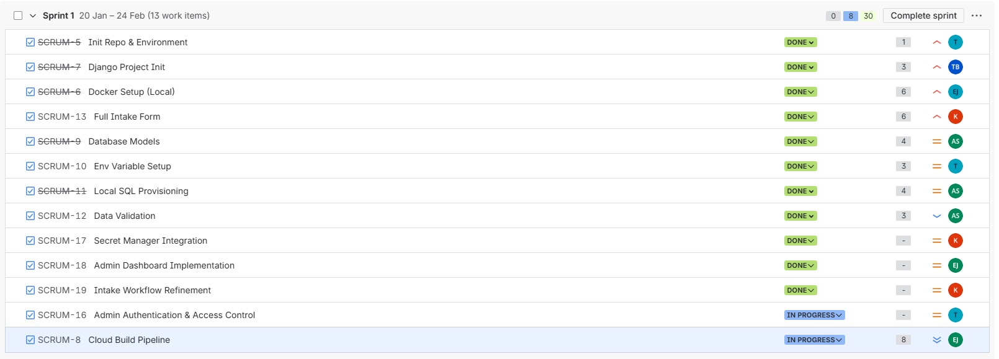 Sprint 1 20 Jan – 24 Feb (13 work items) 0 8 30 Complete sprint
SCRUM-5 Init Repo & Environment DONE 1 T
SCRUM-7 Django Project Init DONE 3 TB
SCRUM-6 Docker Setup (Local) DONE 6 EJ
SCRUM-13 Full Intake Form DONE 6 K
SCRUM-9 Database Models DONE 4 AS
SCRUM-10 Env Variable Setup DONE 3 T
SCRUM-11 Local SQL Provisioning DONE 4 AS
SCRUM-12 Data Validation DONE 3 AS
SCRUM-17 Secret Manager Integration DONE - K
SCRUM-18 Admin Dashboard Implementation DONE - EJ
SCRUM-19 Intake Workflow Refinement DONE - K
SCRUM-16 Admin Authentication & Access Control IN PROGRESS - T
SCRUM-8 Cloud Build Pipeline IN PROGRESS 8 EJ